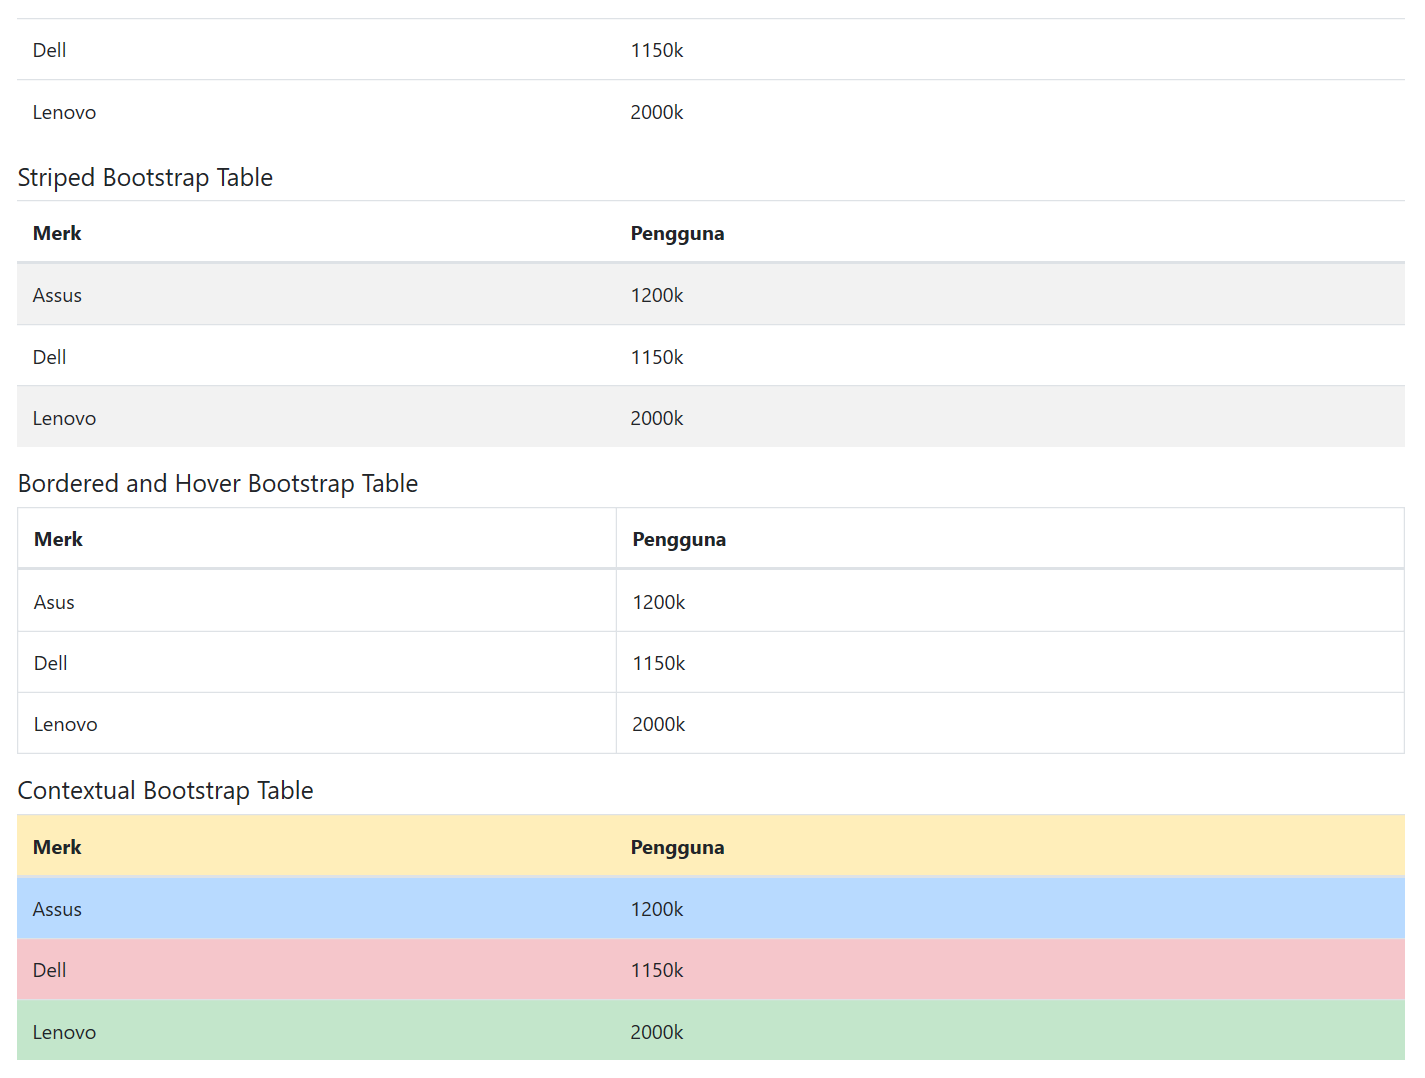 Dell 1150k
Lenovo 2000k
Striped Bootstrap Table
Merk Pengguna
Assus 1200k
Dell 1150k
Lenovo 2000k
Bordered and Hover Bootstrap Table
Merk Pengguna
Asus 1200k
Dell 1150k
Lenovo 2000k
Contextual Bootstrap Table
Merk Pengguna
Assus 1200k
Dell 1150k
Lenovo 2000k